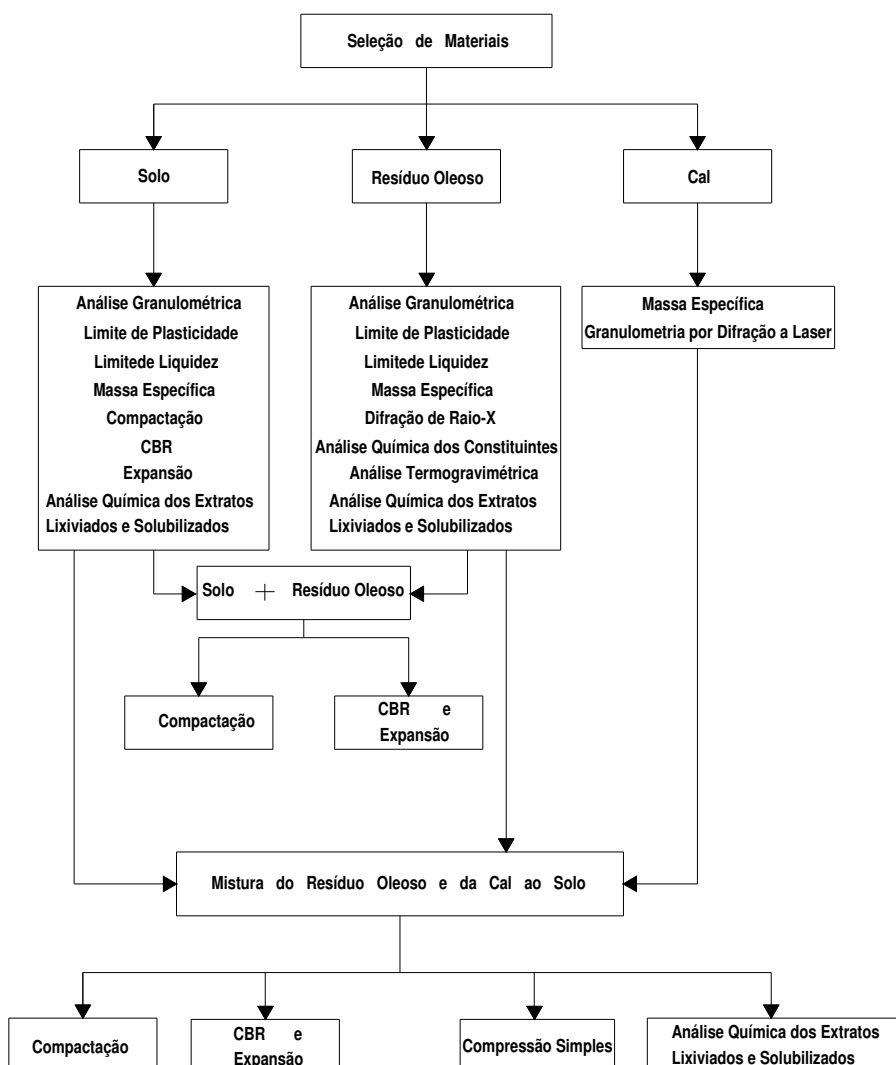 Seleção de Materiais
Solo
Resíduo Oleoso
Cal
Análise Granulométrica
Limite de Plasticidade
Limitede Liquidez
Massa Específica
Compactação
CBR
Expansão
Análise Química dos Extratos
Lixiviados e Solubilizados
Análise Granulométrica
Limite de Plasticidade
Limitede Liquidez
Massa Específica
Difração de Raio-X
Análise Química dos Constituintes
Análise Termogravimétrica
Análise Química dos Extratos
Lixiviados e Solubilizados
Massa Específica
Granulometria por Difração a Laser
Solo + Resíduo Oleoso
Compactação
CBR e
Expansão
Mistura do Resíduo Oleoso e da Cal ao Solo
Compactação
CBR e
Expansão
Compressão Simples
Análise Química dos Extratos
Lixiviados e Solubilizados